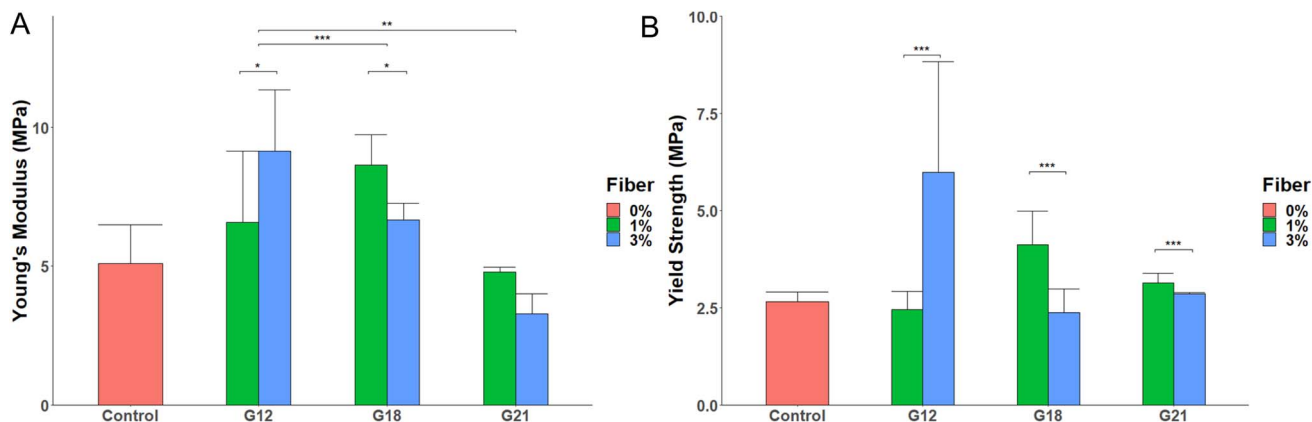 A
Young's Modulus (MPa)
10
5
0
**
***
*
*
Control G12 G18 G21
Fiber
0%
1%
3%
B
Yield Strength (MPa)
10.0
7.5
5.0
2.5
0.0
***
***
***
Control G12 G18 G21
Fiber
0%
1%
3%